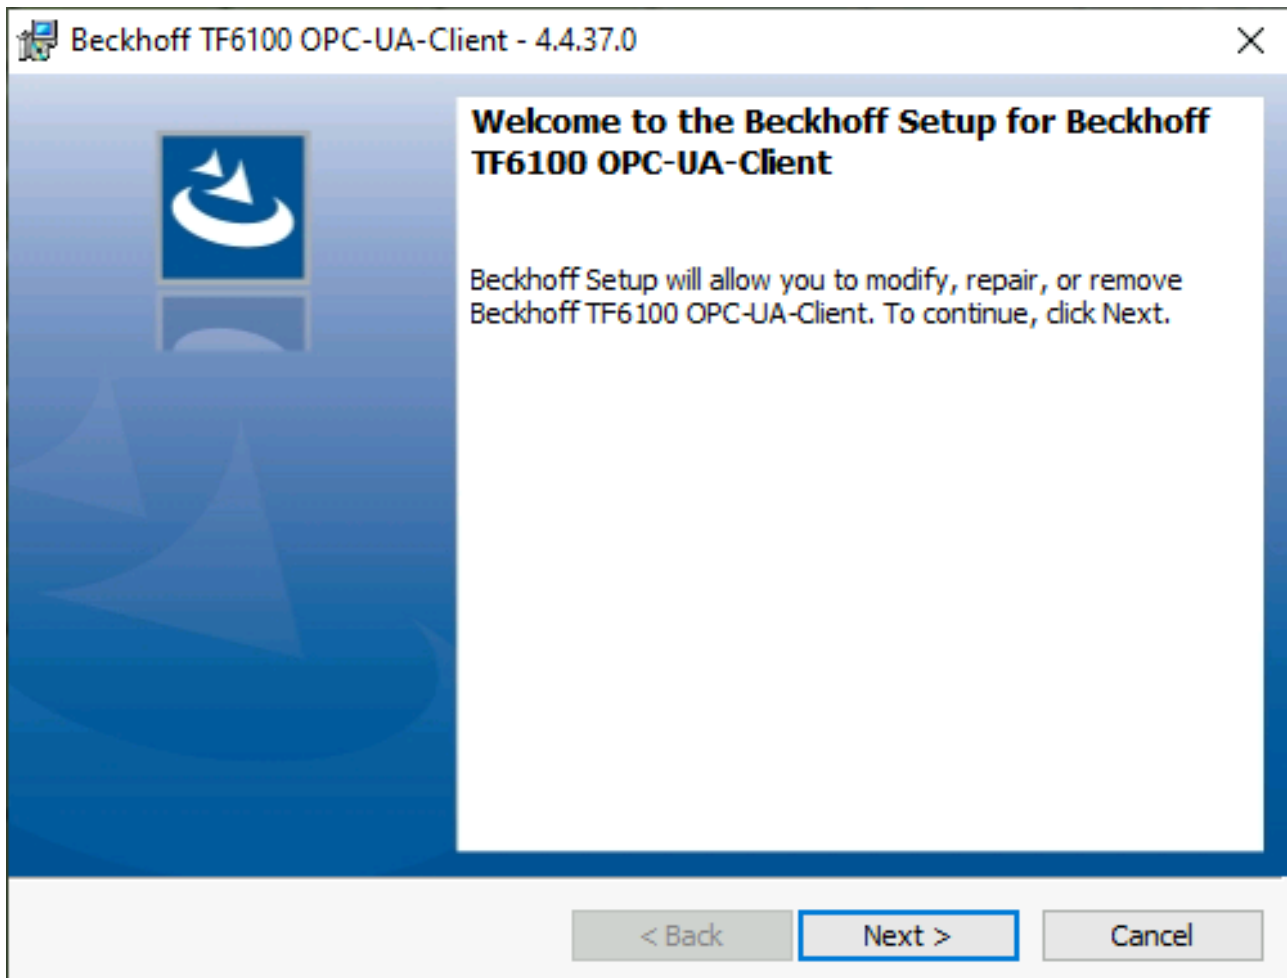 Beckhoff TF6100 OPC-UA-Client - 4.4.37.0
Welcome to the Beckhoff Setup for Beckhoff
TF6100 OPC-UA-Client
Beckhoff Setup will allow you to modify, repair, or remove
Beckhoff TF6100 OPC-UA-Client. To continue, click Next.
< Back
Next >
Cancel